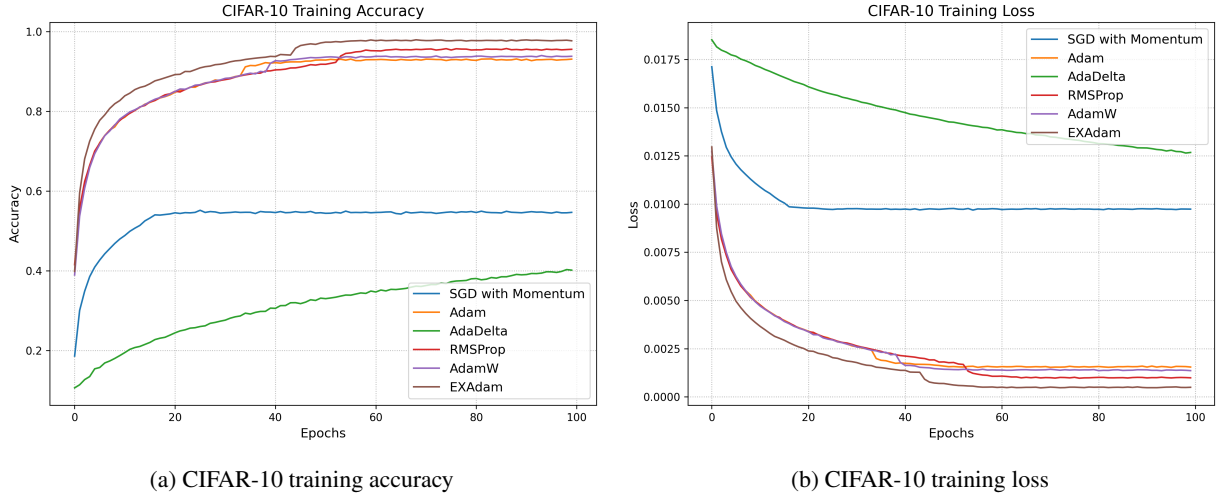 CIFAR-10 Training Accuracy
1.0
0.8
0.6
0.4
0.2
Accuracy
0
20
40
60
80
100
Epochs
SGD with Momentum
Adam
AdaDelta
RMSProp
AdamW
EXAdam
(a) CIFAR-10 training accuracy
CIFAR-10 Training Loss
0.0175
0.0150
0.0125
0.0100
0.0075
0.0050
0.0025
0.0000
Loss
0
20
40
60
80
100
Epochs
SGD with Momentum
Adam
AdaDelta
RMSProp
AdamW
EXAdam
(b) CIFAR-10 training loss